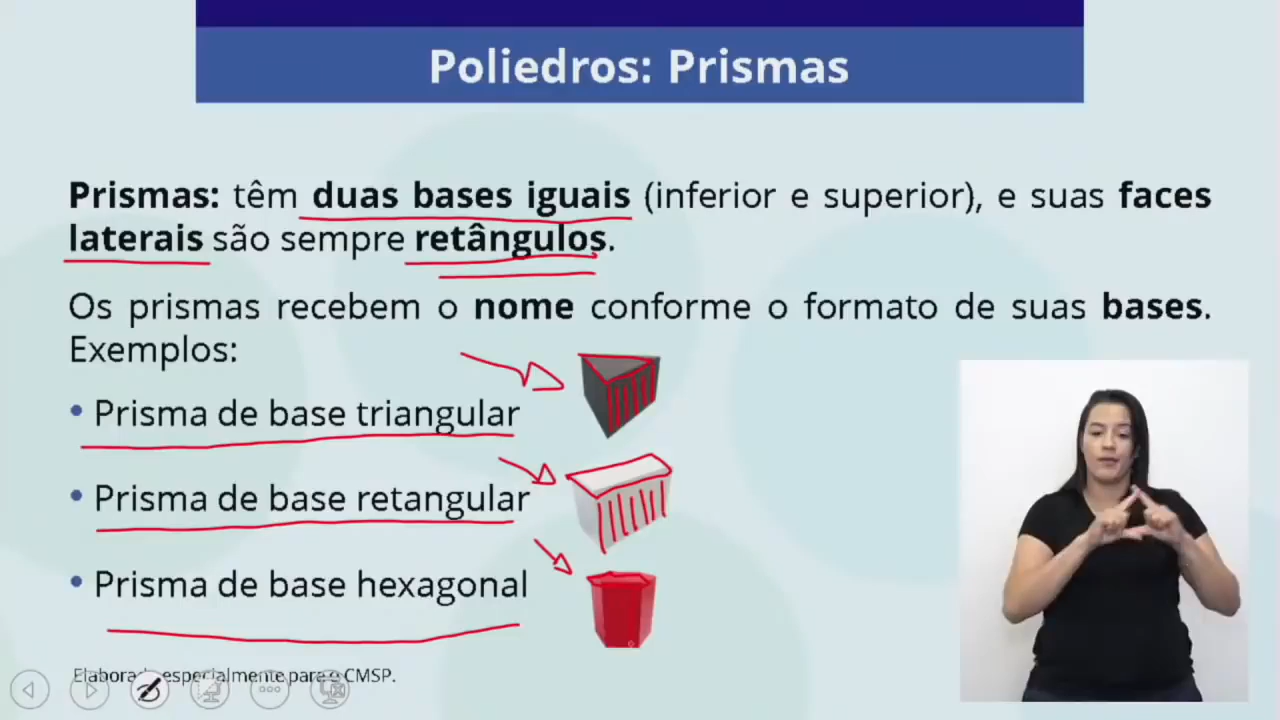 Poliedros: Prismas
Prismas: têm duas bases iguais (inferior e superior), e suas faces
laterais são sempre retângulos.
Os prismas recebem o nome conforme o formato de suas bases.
Exemplos:
• Prisma de base triangular
• Prisma de base retangular
• Prisma de base hexagonal
Elaborado especialmente para o CMSP.